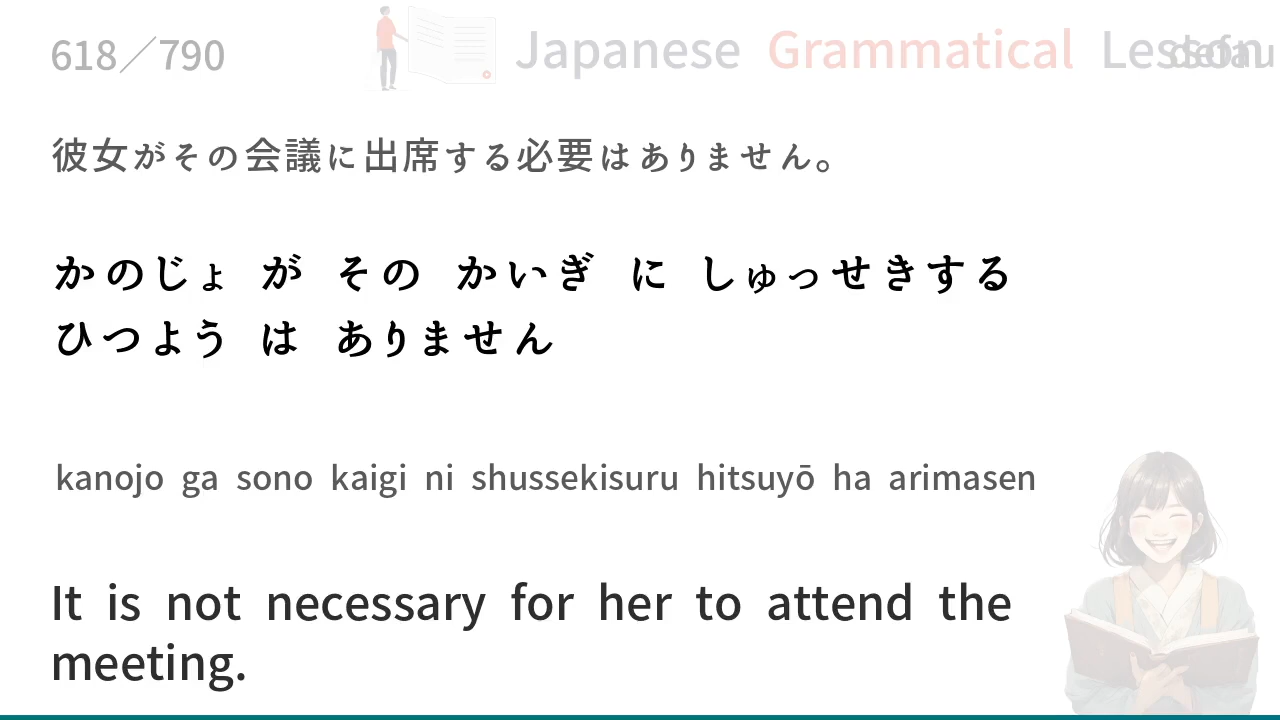 618／790
Japanese Grammatical Lesson
彼女がその会議に出席する必要はありません。
かのじょ が その かいぎ に しゅっせきする
ひつよう は ありません
kanojo ga sono kaigi ni shussekisuru hitsuyō ha arimasen
It is not necessary for her to attend the
meeting.